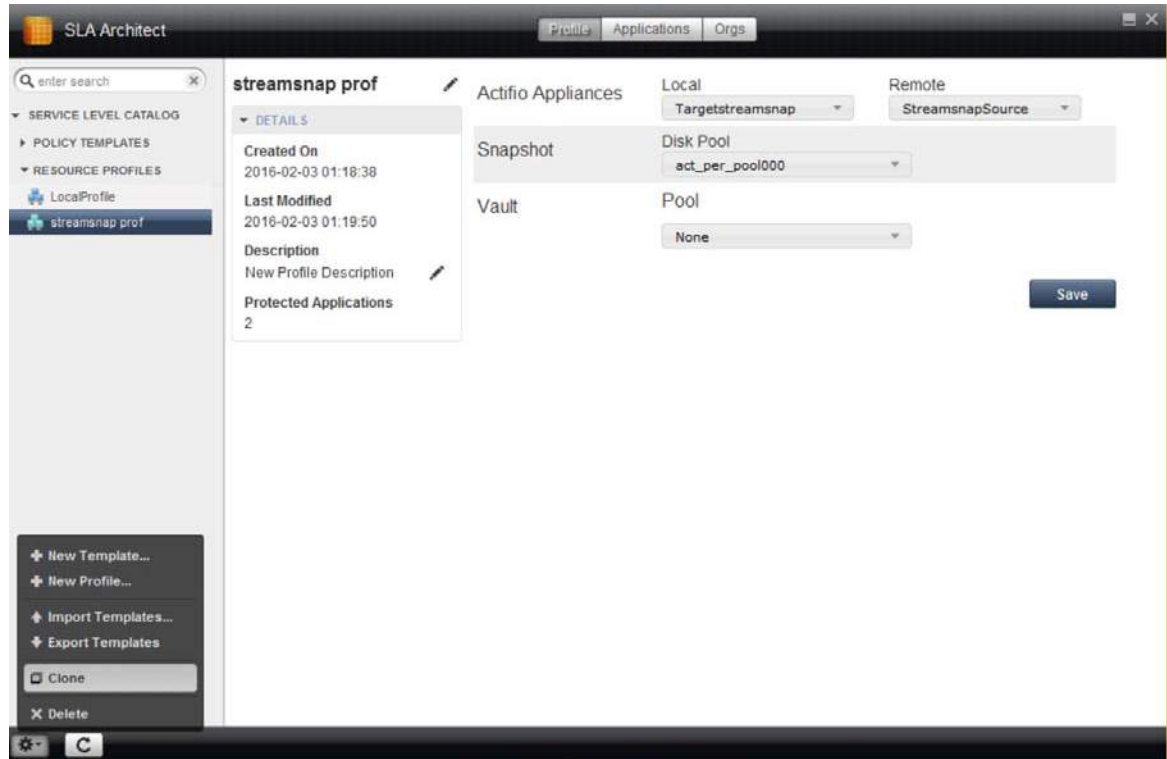 SLA Architect
Profile
Applications
Orgs
enter search
SERVICE LEVEL CATALOG
POLICY TEMPLATES
RESOURCE PROFILES
LocalProfile
streamsnap prof
streamsnap prof
DETAILS
Created On
2016-02-03 01:18:38
Last Modified
2016-02-03 01:19:50
Description
New Profile Description
Protected Applications
2
Actifio Appliances
Local
Targetstreamsnap
Remote
StreamsnapSource
Snapshot
Disk Pool
act_per_pool000
Vault
Pool
None
Save
New Template...
New Profile...
Import Templates...
Export Templates
Clone
Delete